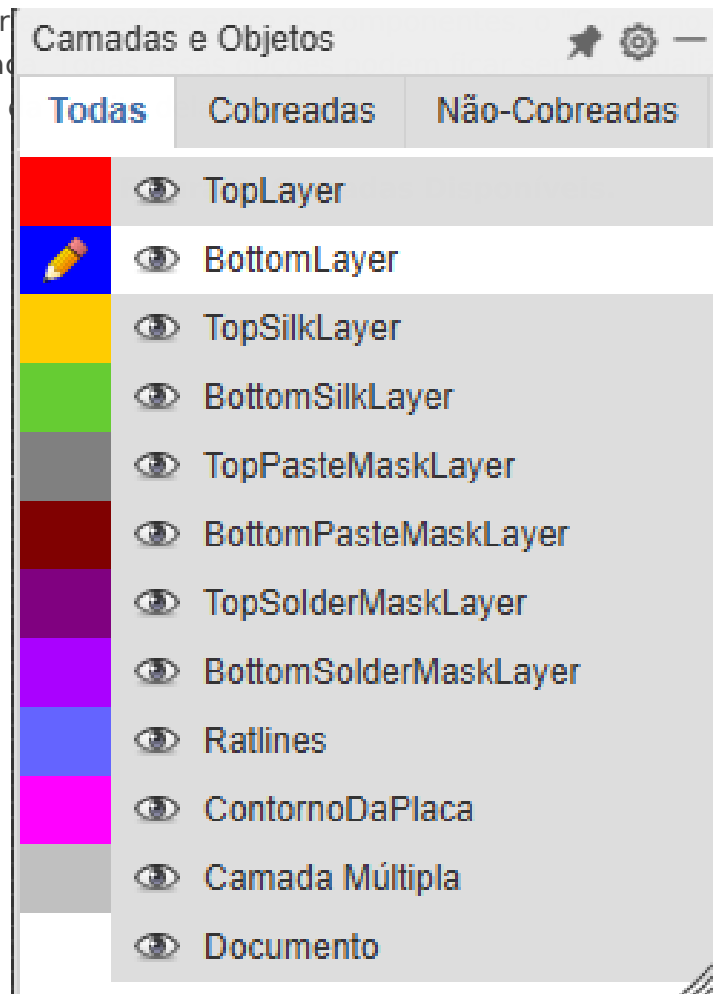 Camadas e Objetos
Todas Cobreadas Não-Cobreadas
TopLayer
BottomLayer
TopSilkLayer
BottomSilkLayer
TopPasteMaskLayer
BottomPasteMaskLayer
TopSolderMaskLayer
BottomSolderMaskLayer
Ratlines
ContornoDaPlaca
Camada Múltipla
Documento